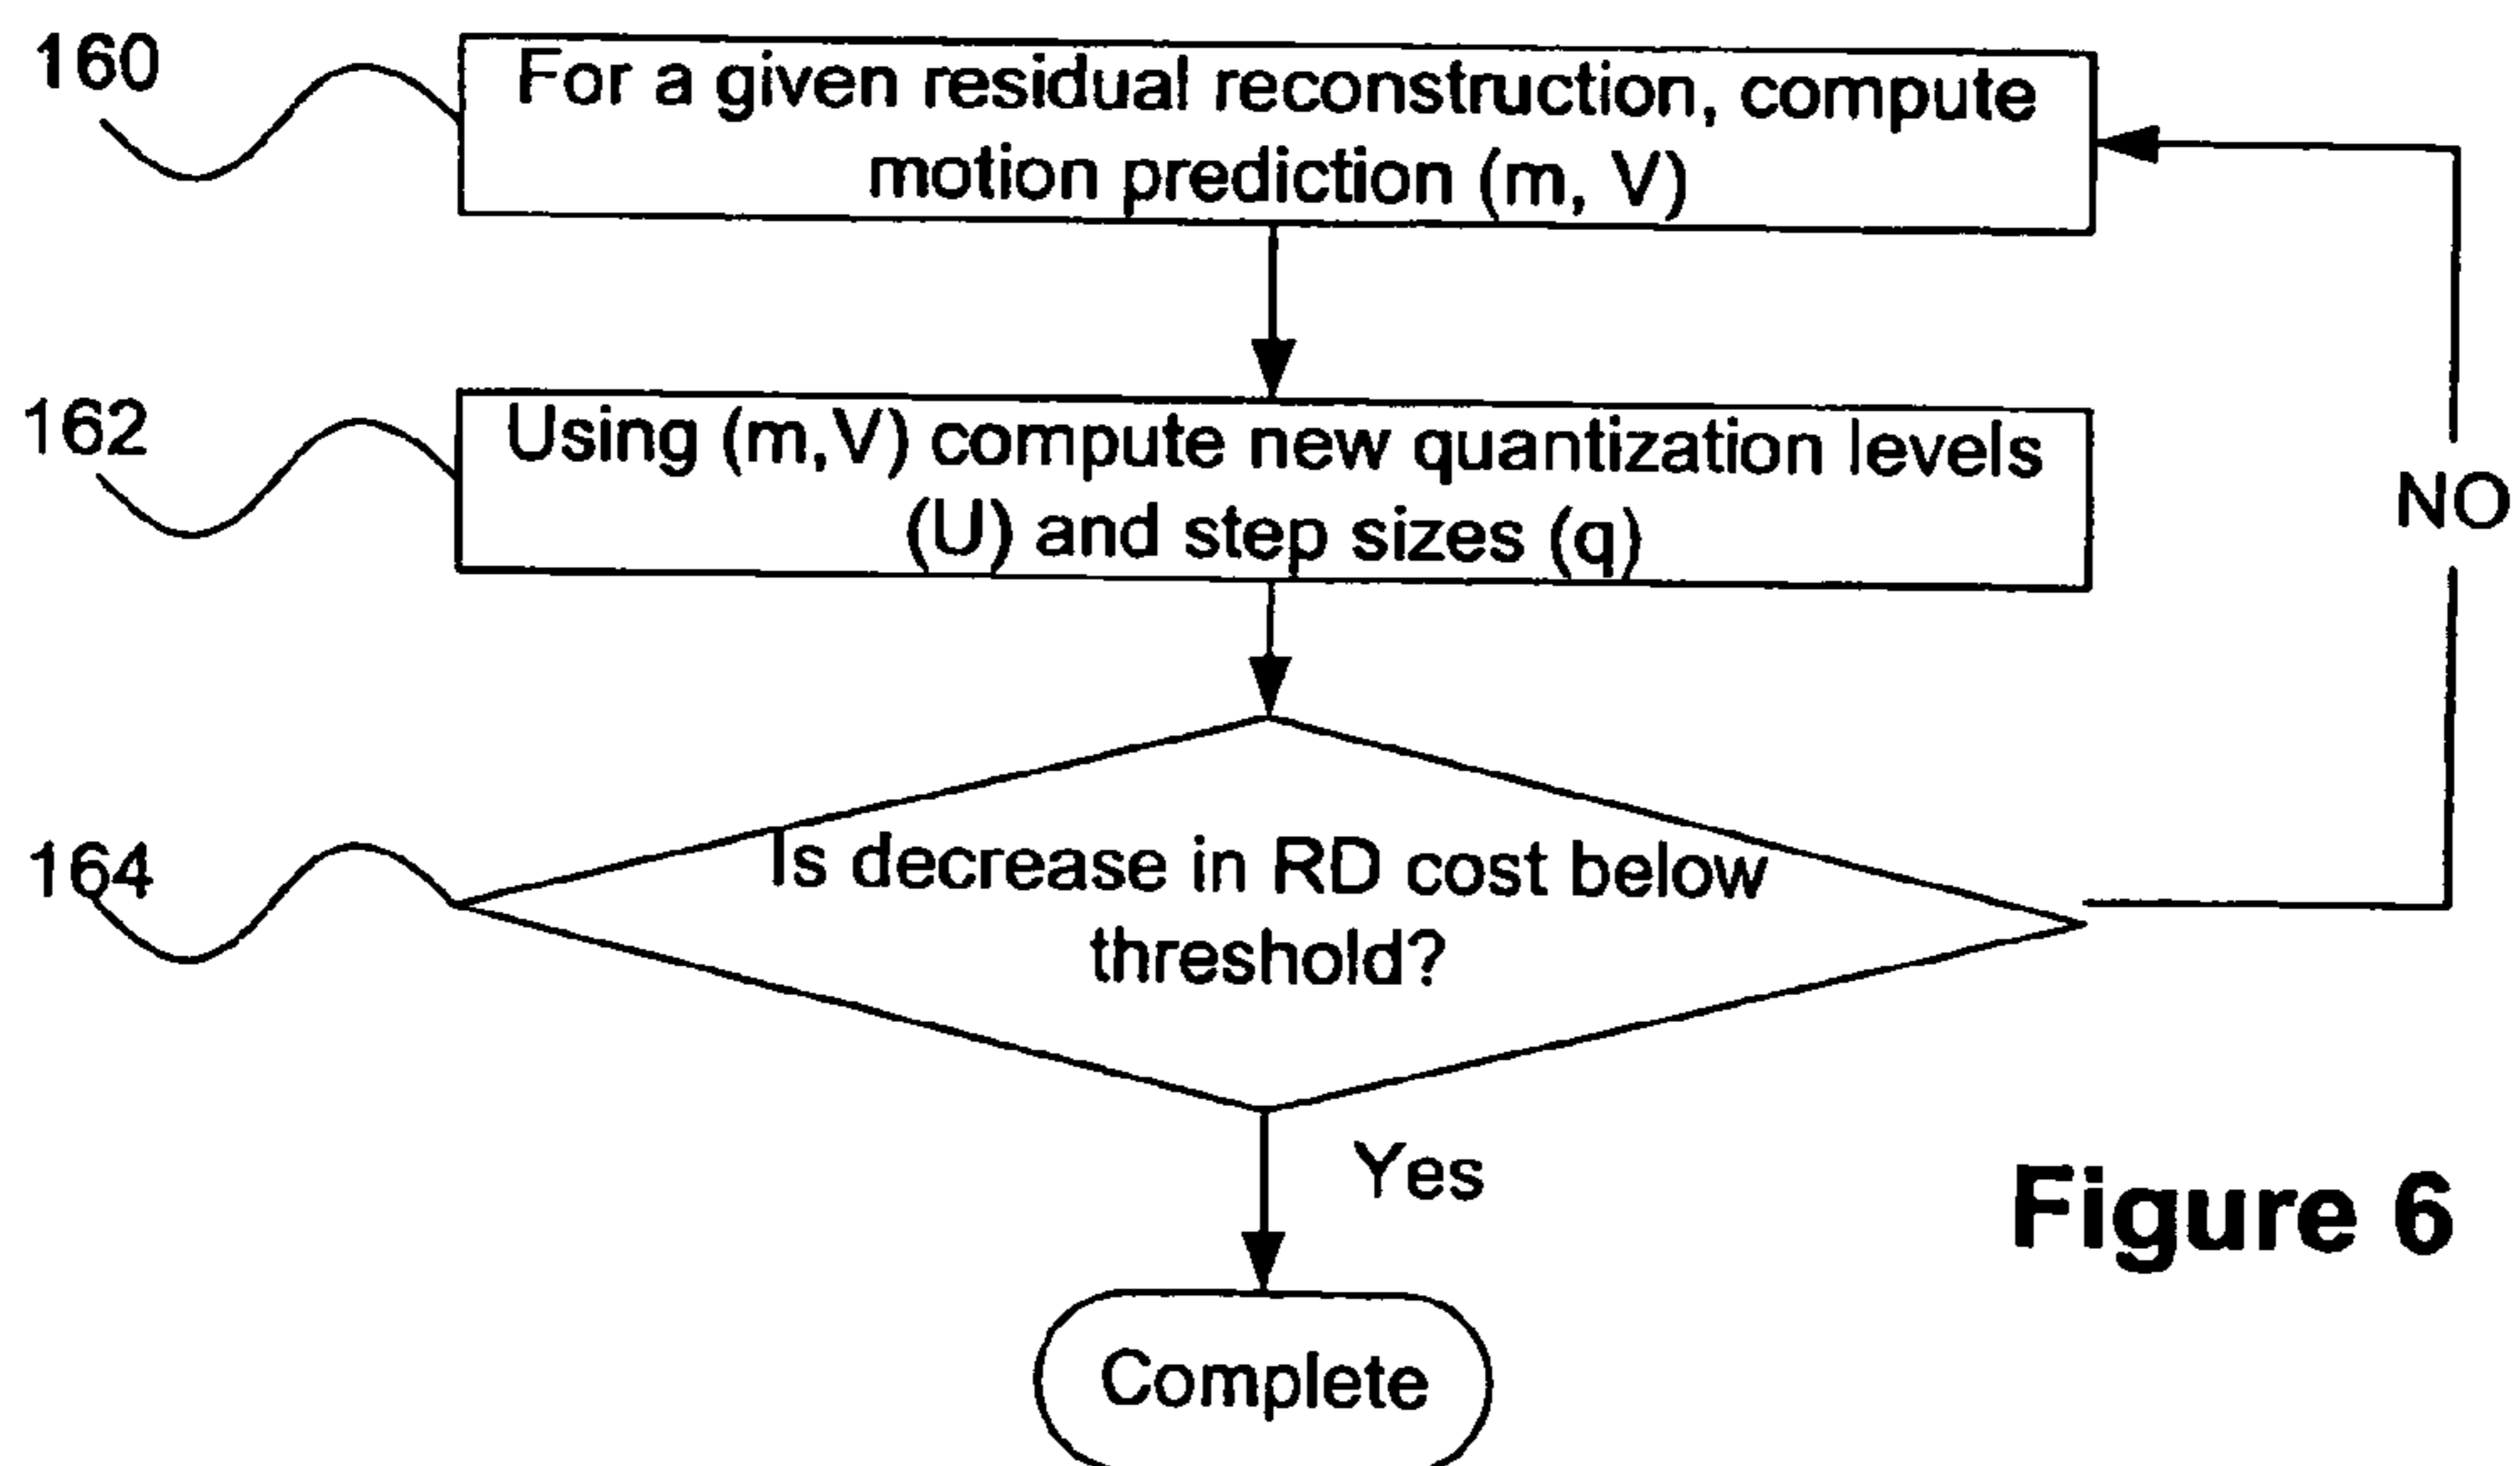 160
For a given residual reconstruction, compute
motion prediction (m, V)
162
Using (m,V) compute new quantization levels
(U) and step sizes (q)
NO
164
Is decrease in RD cost below
threshold?
Yes
Figure 6
Complete